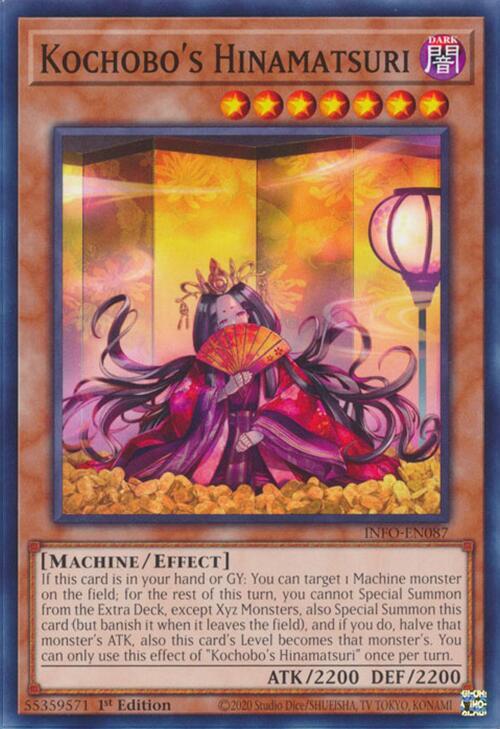 KOCHOBO'S HINAMATSURI
DARK
闇
INFO-EN087
[MACHINE/EFFECT]
If this card is in your hand or GY: You can target 1 Machine monster
on the field; for the rest of this turn, you cannot Special Summon
from the Extra Deck, except Xyz Monsters, also Special Summon this
card (but banish it when it leaves the field), and if you do, halve that
monster's ATK, also this card's Level becomes that monster's. You
can only use this effect of "Kochobo's Hinamatsuri" once per turn.
ATK/2200 DEF/2200
55359571 1st Edition ©2020 Studio Dice/SHUEISHA, TV TOKYO, KONAMI